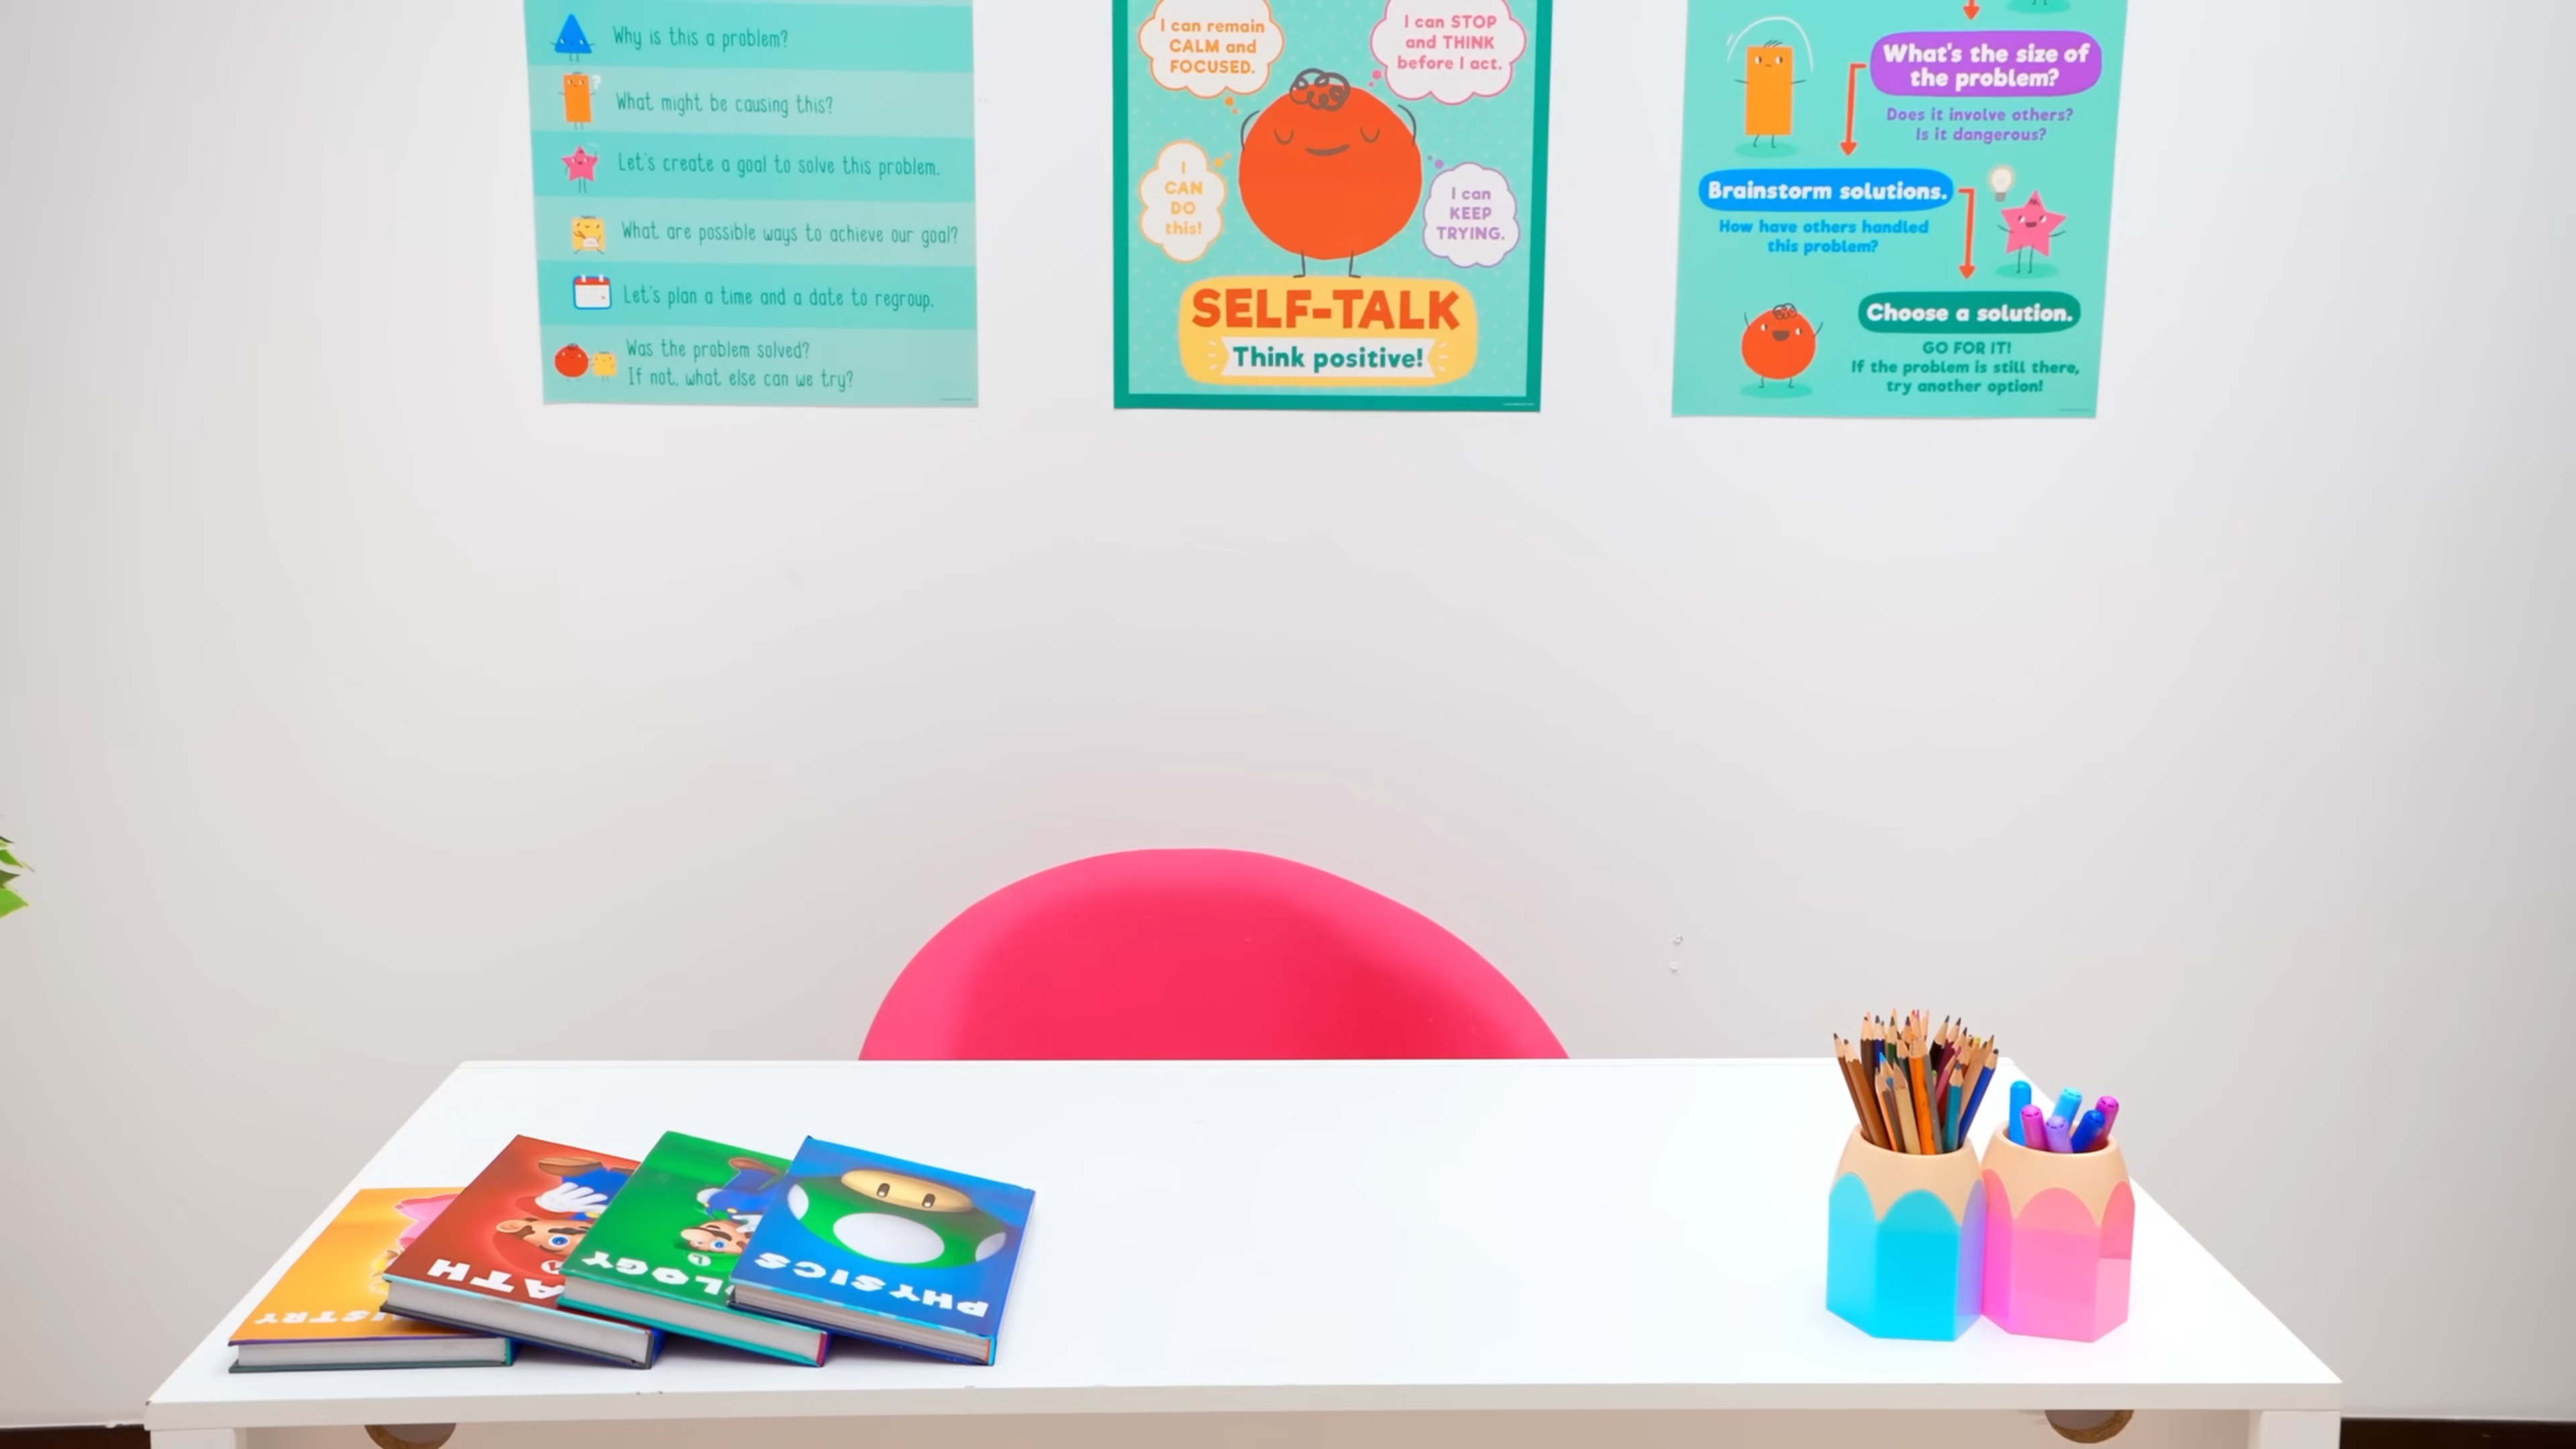 Why is this a problem?
What might be causing this?
Let's create a goal to solve this problem.
What are possible ways to achieve our goal?
Let's plan a time and a date to regroup.
Was the problem solved?
If not, what else can we try?
I can remain
CALM and
FOCUSED.
I can STOP
and THINK
before I act.
I
CAN
DO
this!
I can
KEEP
TRYING.
SELF-TALK
Think positive!
What's the size of
the problem?
Does it involve others?
Is it dangerous?
Brainstorm solutions.
How have others handled
this problem?
Choose a solution.
GO FOR IT!
If the problem is still there,
try another option!
ISTRY
ATH
LOGY
PHYSICS